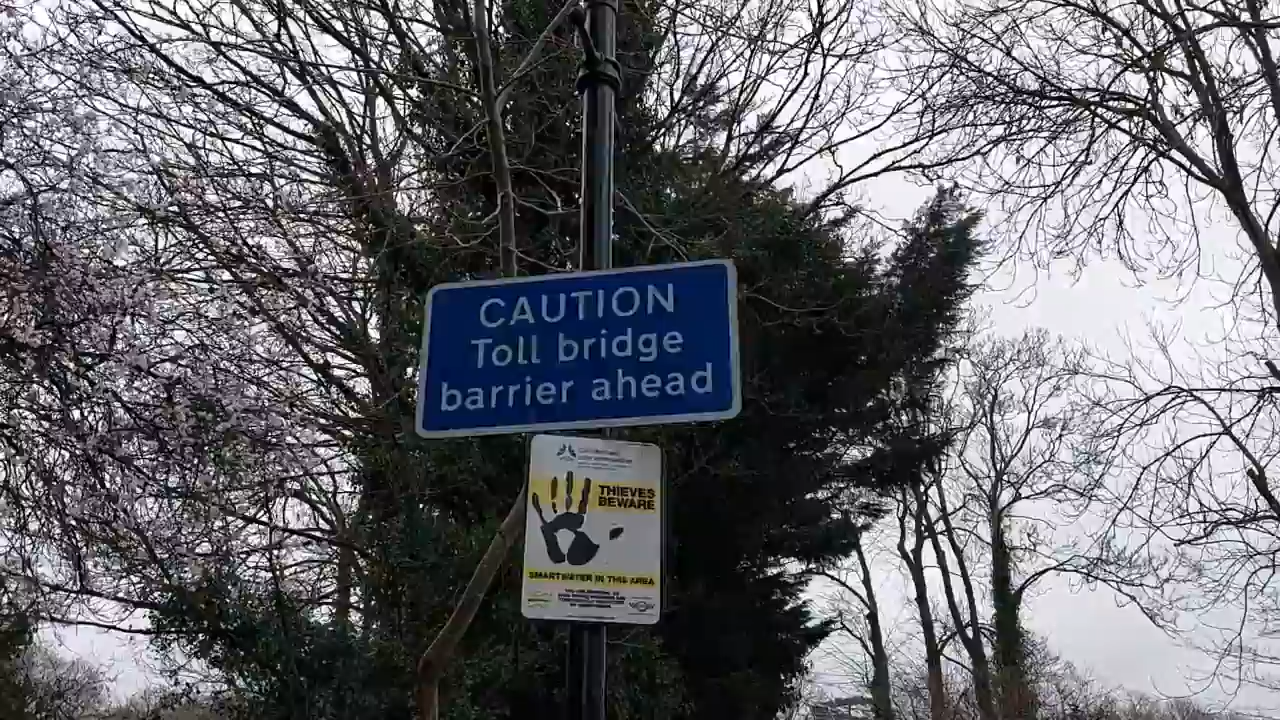 CAUTION
Toll bridge
barrier ahead
THIEVES
BEWARE
SMARTWATER IN THIS AREA